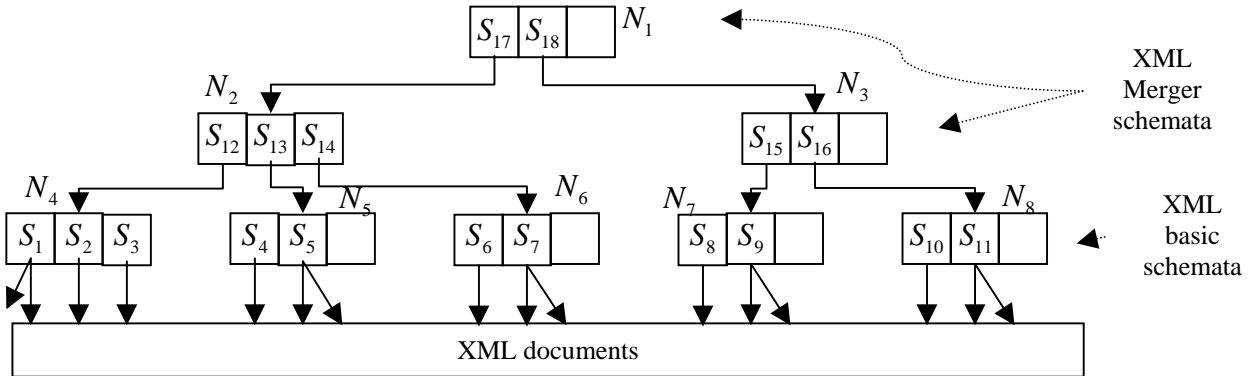 S17 S18 N1
XML
Merger
schemata
N2 N3
S12 S13 S14 S15 S16
N4 N5 N6 N7 N8
S1 S2 S3 S4 S5 S6 S7 S8 S9 S10 S11
XML
basic
schemata
XML documents